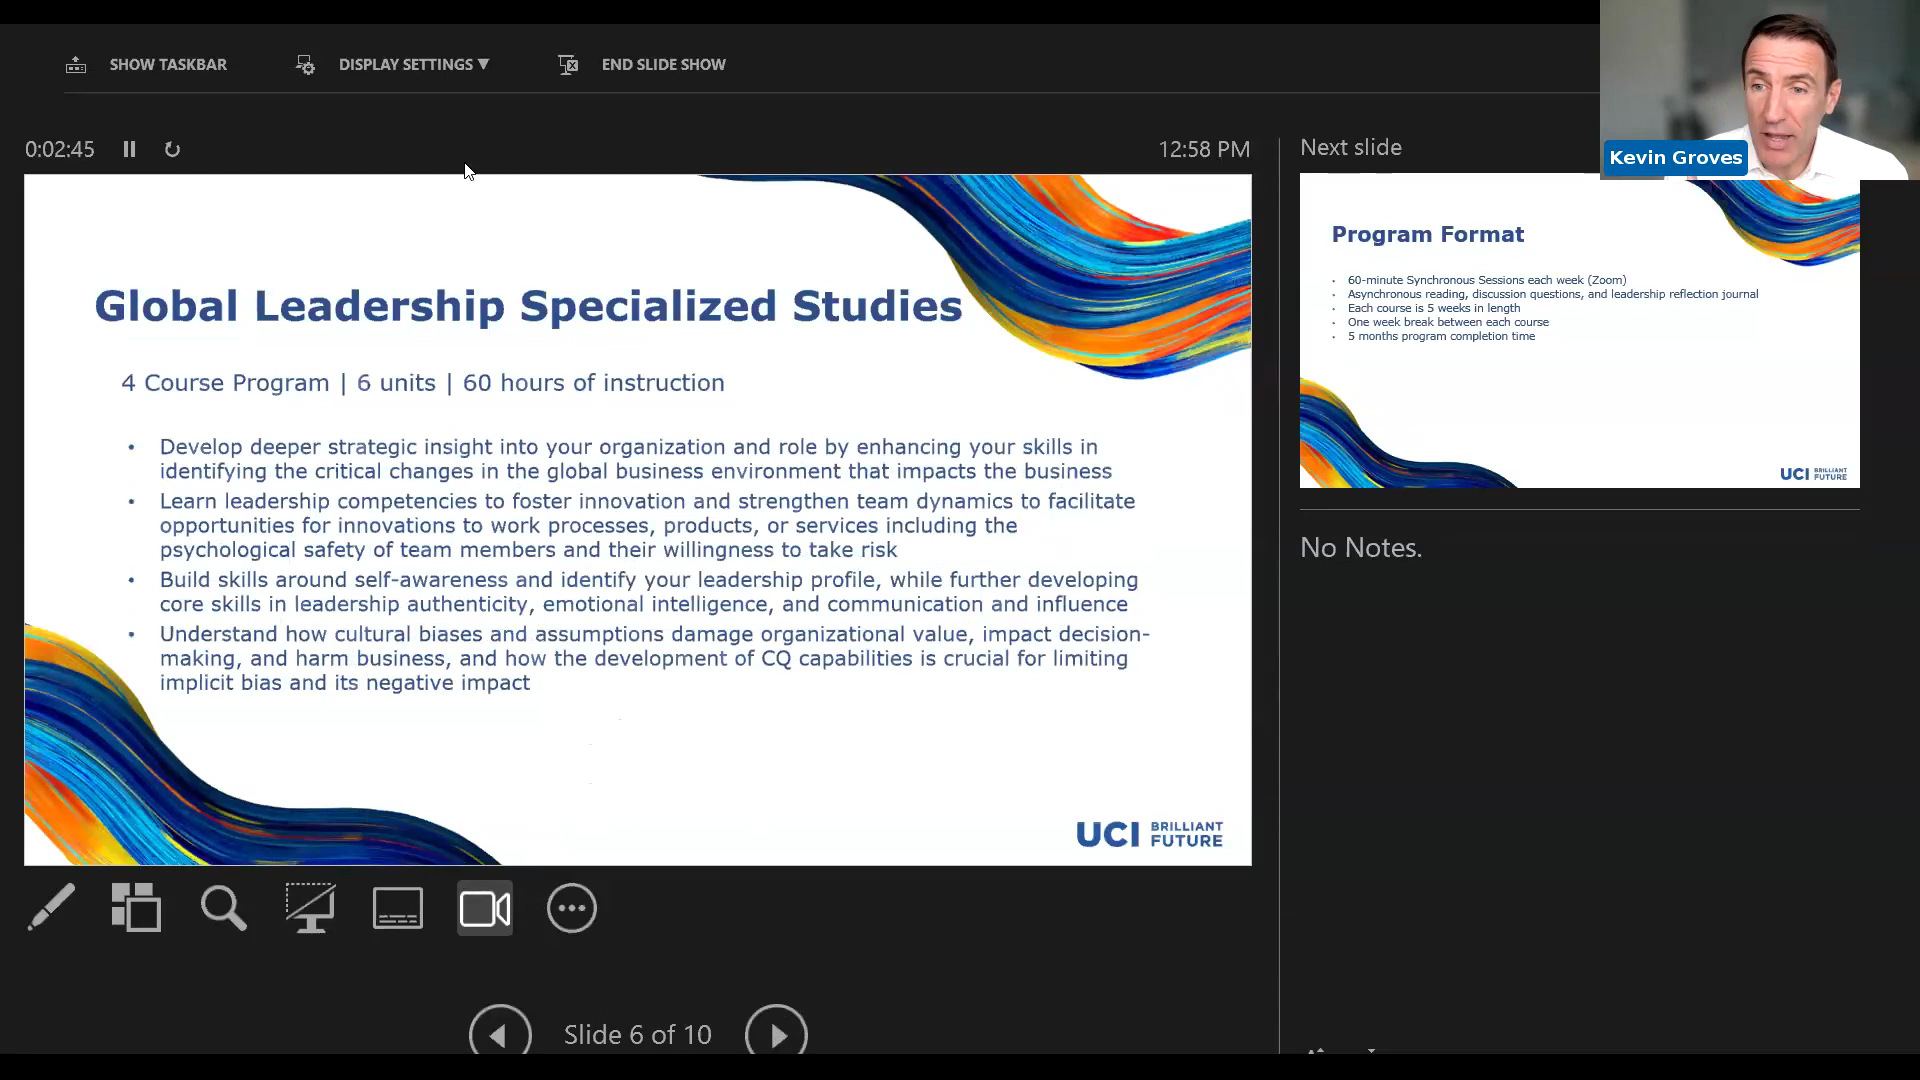 SHOW TASKBAR
DISPLAY SETTINGS ▼
END SLIDE SHOW
0:02:45
12:58 PM
Next slide
Kevin Groves
Global Leadership Specialized Studies
4 Course Program | 6 units | 60 hours of instruction
• Develop deeper strategic insight into your organization and role by enhancing your skills in
identifying the critical changes in the global business environment that impacts the business
• Learn leadership competencies to foster innovation and strengthen team dynamics to facilitate
opportunities for innovations to work processes, products, or services including the
psychological safety of team members and their willingness to take risk
• Build skills around self-awareness and identify your leadership profile, while further developing
core skills in leadership authenticity, emotional intelligence, and communication and influence
• Understand how cultural biases and assumptions damage organizational value, impact decision-
making, and harm business, and how the development of CQ capabilities is crucial for limiting
implicit bias and its negative impact
UCI BRILLIANT
FUTURE
Program Format
• 60-minute Synchronous Sessions each week (Zoom)
• Asynchronous reading, discussion questions, and leadership reflection journal
• Each course is 5 weeks in length
• One week break between each course
• 5 months program completion time
UCI BRILLIANT
FUTURE
No Notes.
Slide 6 of 10